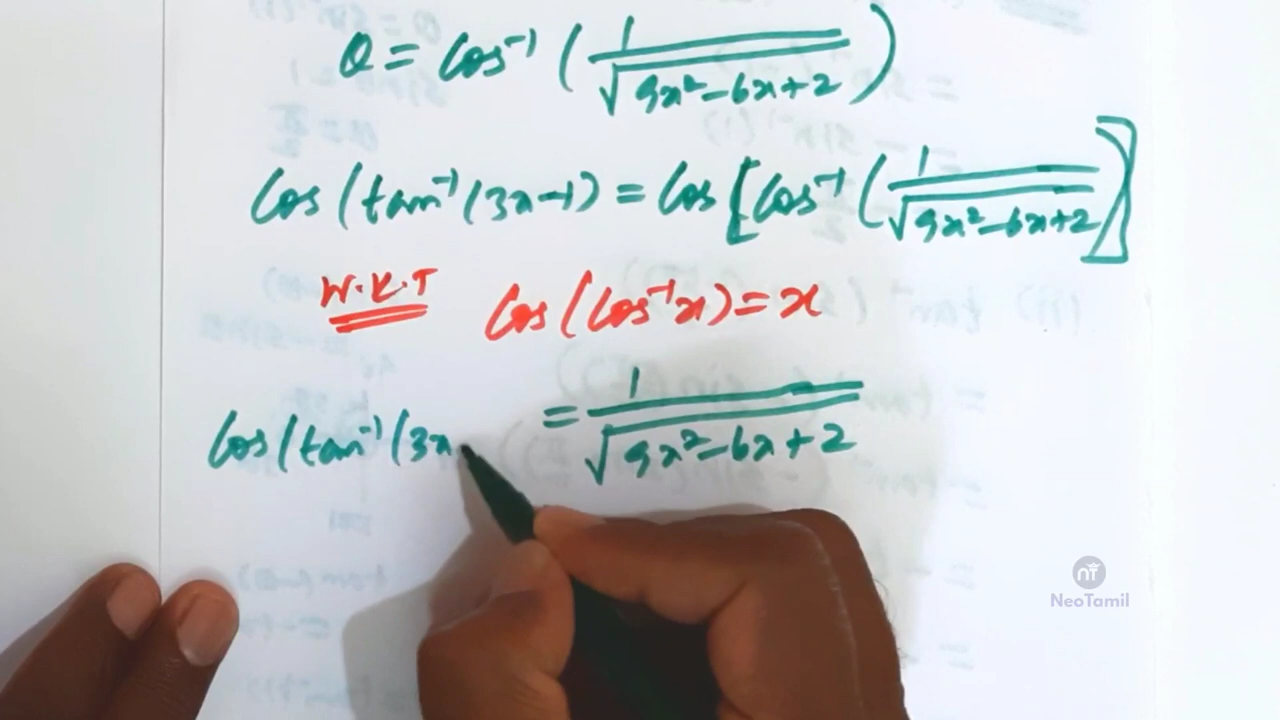 θ = cos⁻¹ (1/√(9x²-6x+2))
cos (tan⁻¹ (3x-1) = cos [cos⁻¹ (1/√(9x²-6x+2))]
W.K.T cos (cos⁻¹x) = x
cos (tan⁻¹ (3x = 1/√(9x²-6x+2)
NeoTamil